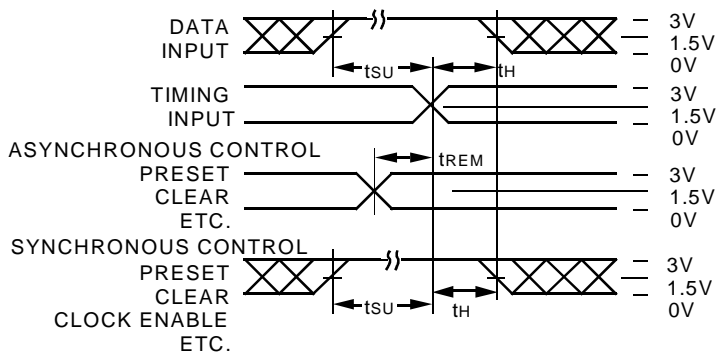 DATA
INPUT
3V
1.5V
0V
tSU
tH
TIMING
INPUT
3V
1.5V
0V
ASYNCHRONOUS CONTROL
PRESET
CLEAR
ETC.
tREM
3V
1.5V
0V
SYNCHRONOUS CONTROL
PRESET
CLEAR
CLOCK ENABLE
ETC.
tSU
tH
3V
1.5V
0V